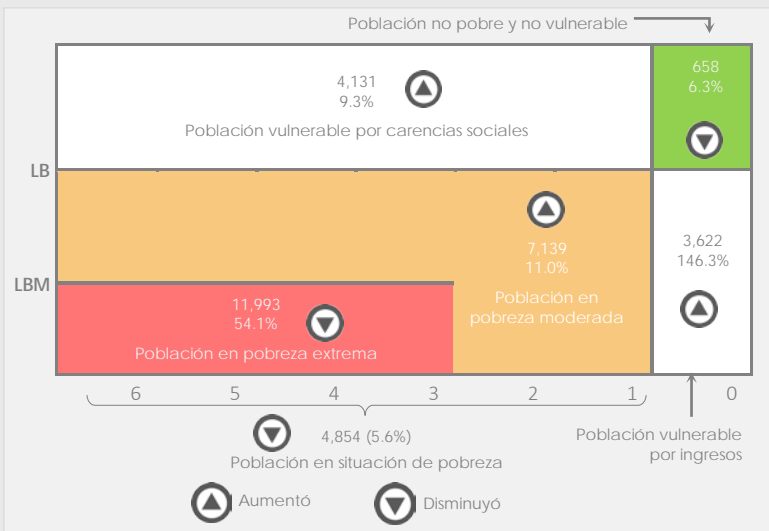 Población no pobre y no vulnerable
4,131
9.3%
Población vulnerable por carencias sociales
658
6.3%
LB
7,139
11.0%
Población en
pobreza moderada
3,622
146.3%
LBM
11,993
54.1%
Población en pobreza extrema
6 5 4 3 2 1 0
4,854 (5.6%)
Población en situación de pobreza
Población vulnerable
por ingresos
Aumentó
Disminuyó